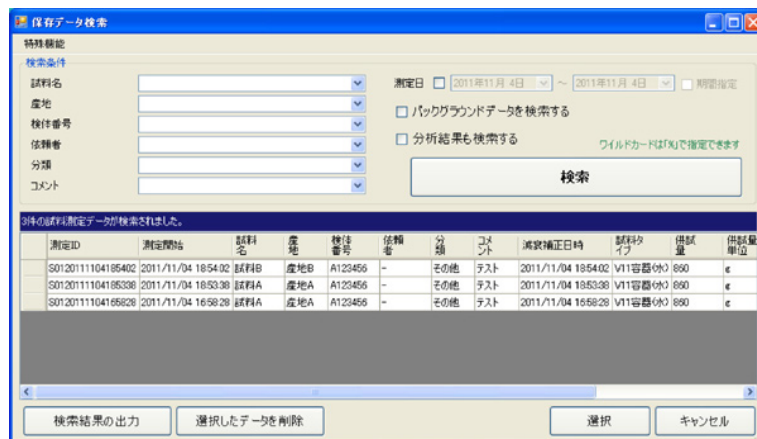 保存データ検索
特殊機能
検索条件
試料名
産地
検体番号
依頼者
分類
コメント
測定日 2011年11月 4日 ～ 2011年11月 4日 期間指定
バックグラウンドデータを検索する
分析結果も検索する
ワイルドカードは「%」で指定できます
検索
3件の試料測定データが検索されました。
測定ID 測定開始 試料名 産地 検体番号 依頼者 分類 コメント 減衰補正日時 試料タイプ 供試量 供試量単位
S01201111041854​02 2011/11/04 18:54:02 試料B 産地B A123456 - その他 テスト 2011/11/04 18:54:02 V11容器(水) 860 g
S0120111104185338 2011/11/04 18:53:38 試料A 産地A A123456 - その他 テスト 2011/11/04 18:53:38 V11容器(水) 860 g
S0120111104165828 2011/11/04 16:58:28 試料A 産地A A123456 - その他 テスト 2011/11/04 16:58:28 V11容器(水) 860 g
検索結果の出力 選択したデータを削除 選択 キャンセル